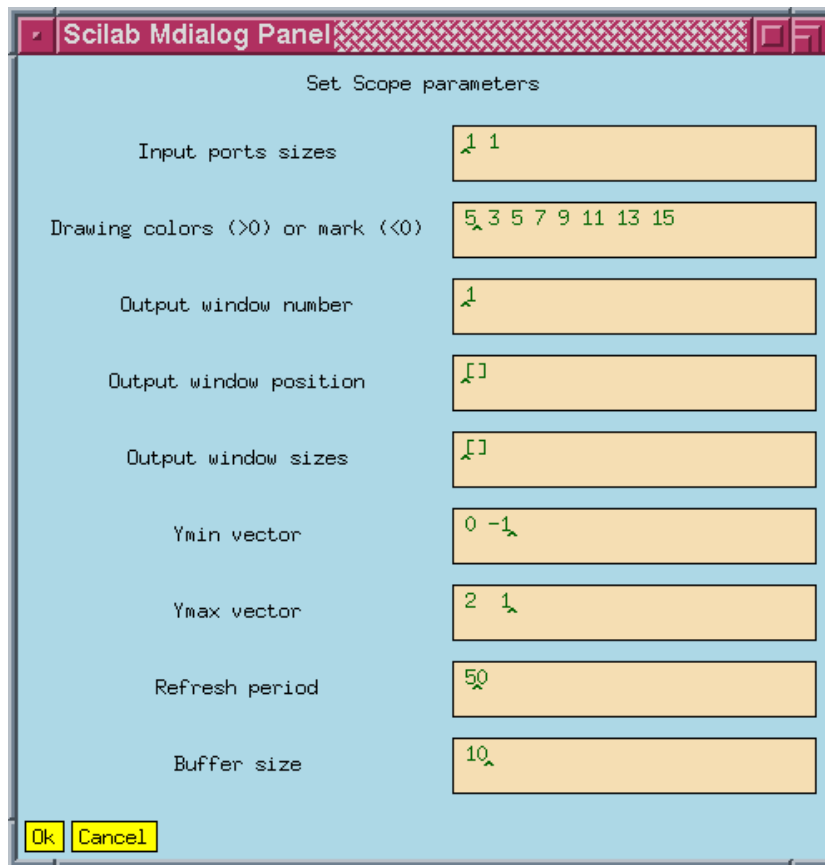 Scilab Mdialog Panel
Set Scope parameters
Input ports sizes 1 1
Drawing colors (>0) or mark (<0) 5 3 5 7 9 11 13 15
Output window number 1
Output window position []
Output window sizes []
Ymin vector 0 -1
Ymax vector 2 1
Refresh period 50
Buffer size 10
Ok Cancel